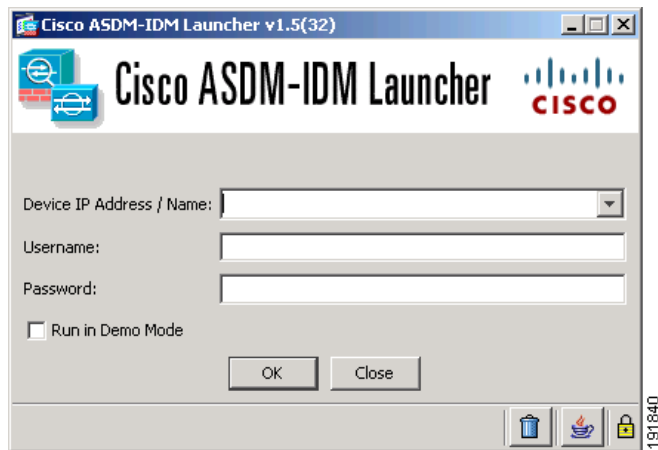 Cisco ASDM-IDM Launcher v1.5(32)
Cisco ASDM-IDM Launcher
CISCO
Device IP Address / Name:
Username:
Password:
Run in Demo Mode
OK
Close
191840